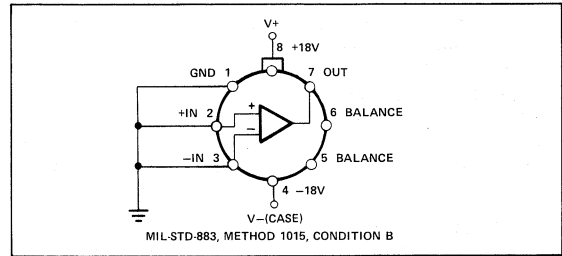 V+
8 +18V
GND 1
7 OUT
+IN 2
+
6 BALANCE
−
−IN 3
5 BALANCE
4 −18V
V−(CASE)
MIL-STD-883, METHOD 1015, CONDITION B